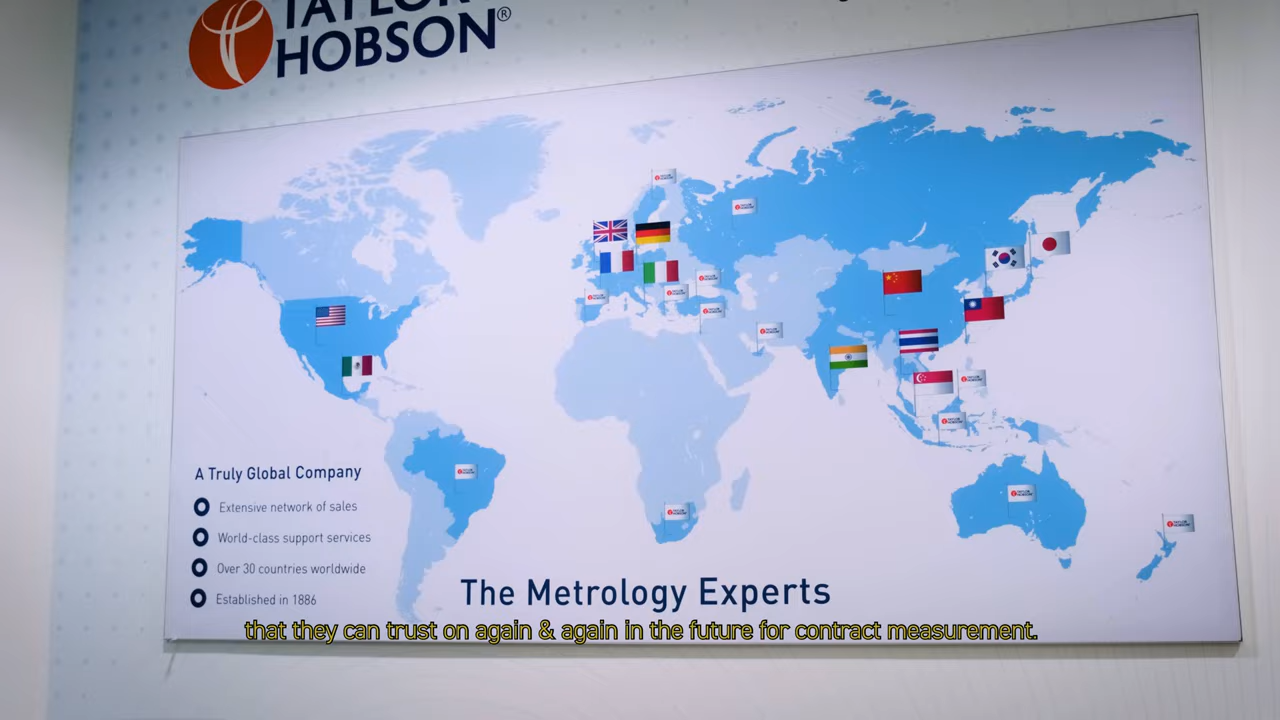 TAYLOR
HOBSON®
A Truly Global Company
Extensive network of sales
World-class support services
Over 30 countries worldwide
Established in 1886
The Metrology Experts
that they can trust on again & again in the future for contract measurement.